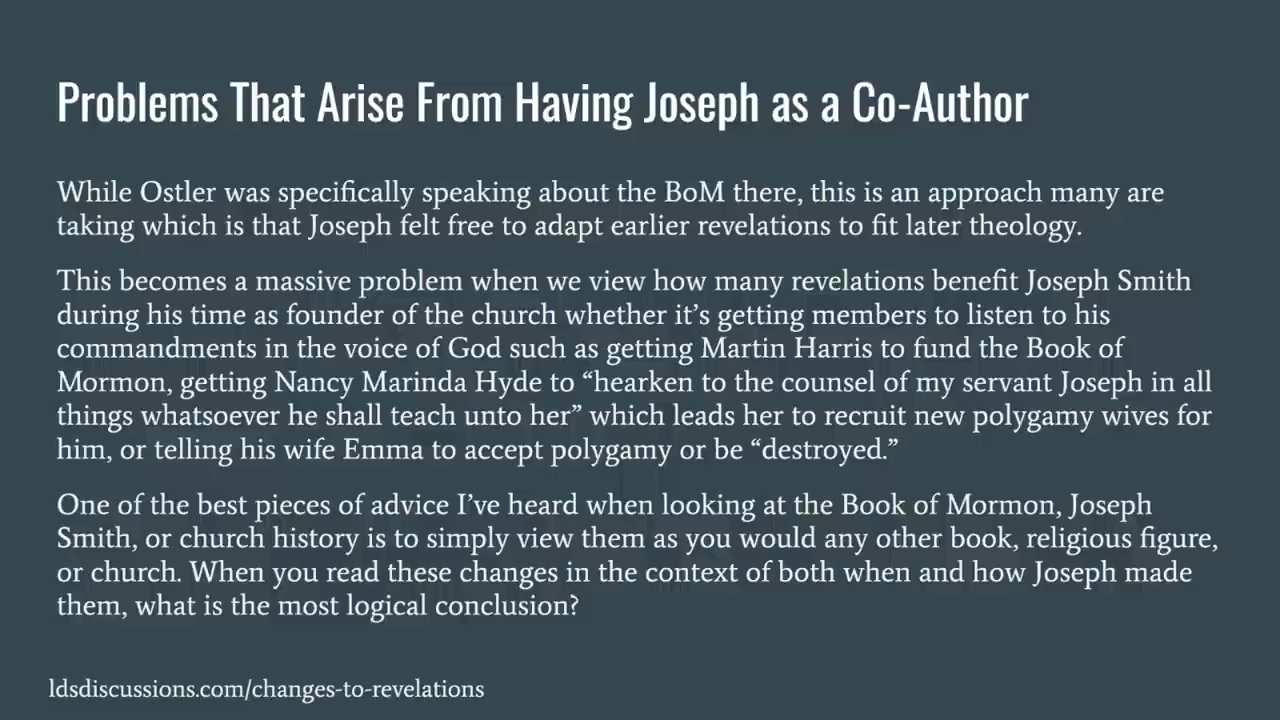 Problems That Arise From Having Joseph as a Co-Author
While Ostler was specifically speaking about the BoM there, this is an approach many are
taking which is that Joseph felt free to adapt earlier revelations to fit later theology.
This becomes a massive problem when we view how many revelations benefit Joseph Smith
during his time as founder of the church whether it’s getting members to listen to his
commandments in the voice of God such as getting Martin Harris to fund the Book of
Mormon, getting Nancy Marinda Hyde to “hearken to the counsel of my servant Joseph in all
things whatsoever he shall teach unto her” which leads her to recruit new polygamy wives for
him, or telling his wife Emma to accept polygamy or be “destroyed.”
One of the best pieces of advice I’ve heard when looking at the Book of Mormon, Joseph
Smith, or church history is to simply view them as you would any other book, religious figure,
or church. When you read these changes in the context of both when and how Joseph made
them, what is the most logical conclusion?
ldsdiscussions.com/changes-to-revelations